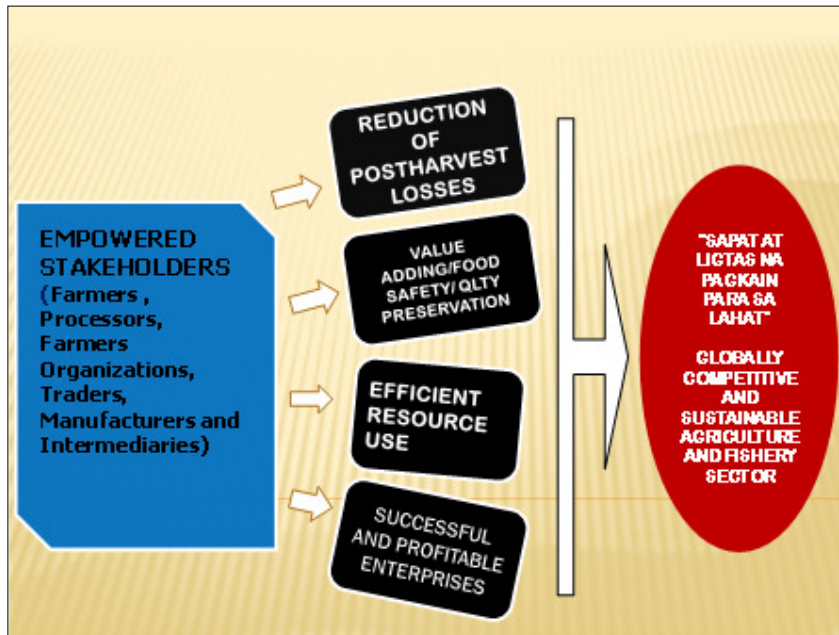 EMPOWERED
STAKEHOLDERS
(Farmers ,
Processors,
Farmers
Organizations,
Traders,
Manufacturers and
Intermediaries)
REDUCTION
OF
POSTHARVEST
LOSSES
VALUE
ADDING/FOOD
SAFETY/ QLTY
PRESERVATION
EFFICIENT
RESOURCE
USE
SUCCESSFUL
AND PROFITABLE
ENTERPRISES
"SAPAT AT
LIGTAS NA
PAGKAIN
PARA SA
LAHAT"
GLOBALLY
COMPETITIVE
AND
SUSTAINABLE
AGRICULTURE
AND FISHERY
SECTOR